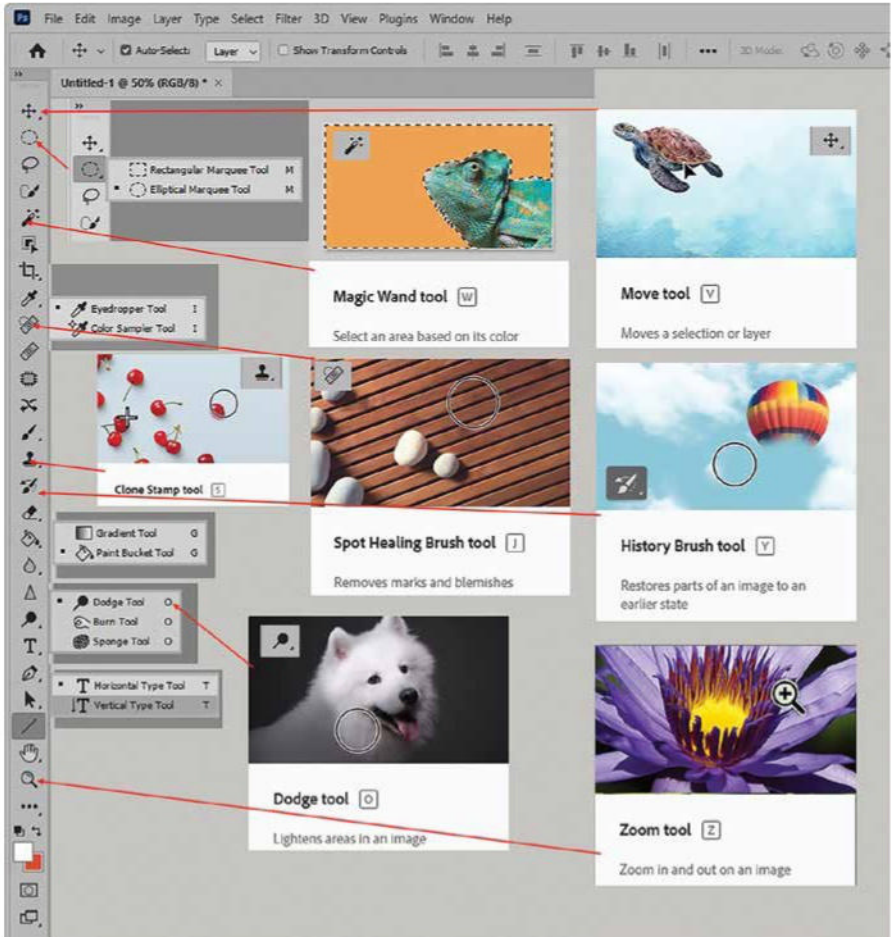 Ps File Edit Image Layer Type Select Filter 3D View Plugins Window Help
Auto-Select: Layer Show Transform Controls 3D Mode:
Untitled-1 @ 50% (RGB/8) * ×
Rectangular Marquee Tool M
Elliptical Marquee Tool M
Magic Wand tool W
Select an area based on its color
Move tool V
Moves a selection or layer
Eyedropper Tool I
Color Sampler Tool I
Clone Stamp tool S
Spot Healing Brush tool J
Removes marks and blemishes
History Brush tool Y
Restores parts of an image to an
earlier state
Gradient Tool G
Paint Bucket Tool G
Dodge Tool O
Burn Tool O
Sponge Tool O
T Horizontal Type Tool T
T Vertical Type Tool T
Dodge tool O
Lightens areas in an image
Zoom tool Z
Zoom in and out on an image